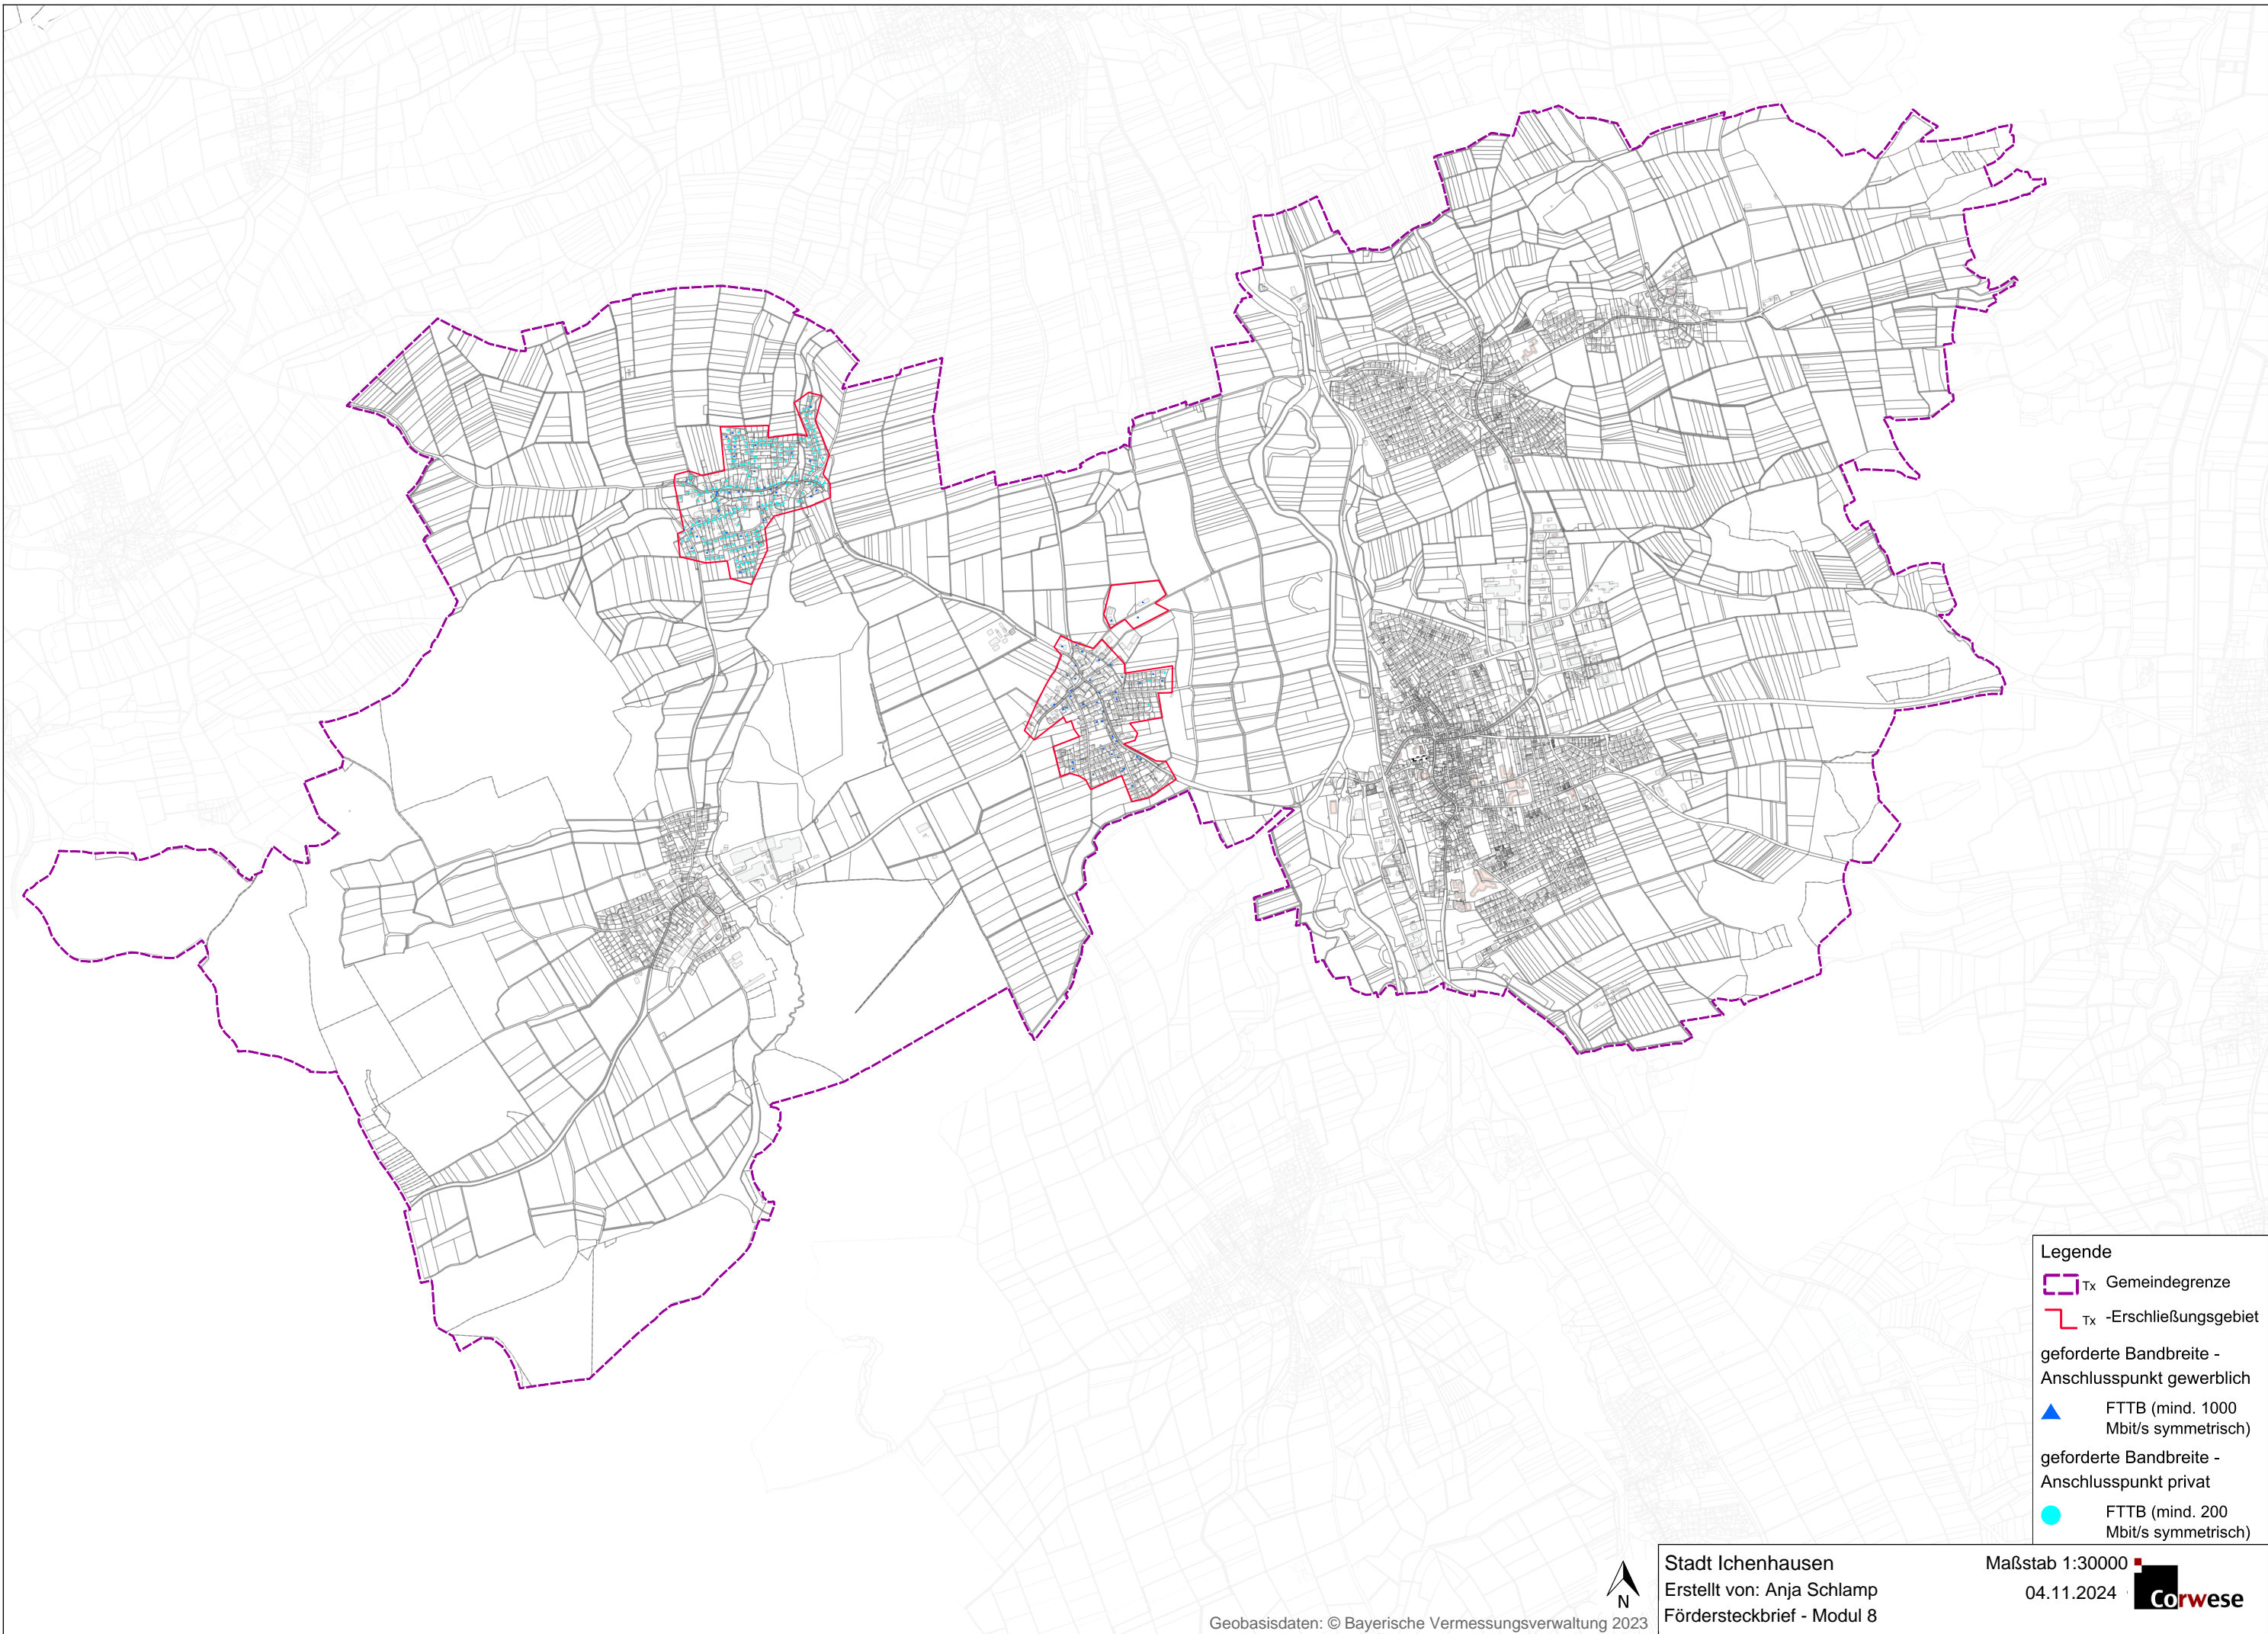 Legende
Tx Gemeindegrenze
Tx -Erschließungsgebiet
geforderte Bandbreite -
Anschlusspunkt gewerblich
FTTB (mind. 1000
Mbit/s symmetrisch)
geforderte Bandbreite -
Anschlusspunkt privat
FTTB (mind. 200
Mbit/s symmetrisch)
Stadt Ichenhausen
Maßstab 1:30000
Erstellt von: Anja Schlamp
04.11.2024
Corwese
Fördersteckbrief - Modul 8
N
Geobasisdaten: © Bayerische Vermessungsverwaltung 2023